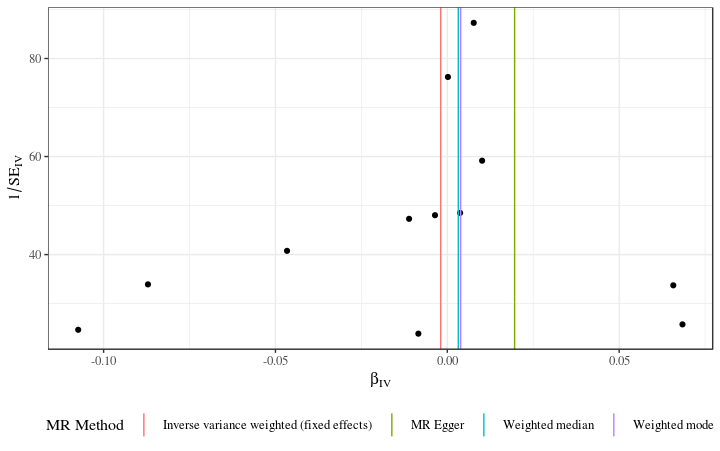 80
60
40
1/SE_IV
-0.10
-0.05
0.00
0.05
β_IV
MR Method
Inverse variance weighted (fixed effects)
MR Egger
Weighted median
Weighted mode